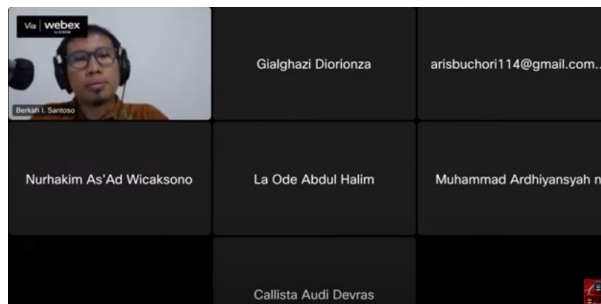 Via webex
Berkah I. Santoso
Gialghazi Diorionza
arisbuchori114@gmail.com...
Nurhakim As'Ad Wicaksono
La Ode Abdul Halim
Muhammad Ardhiyansyah n
Callista Audi Devras